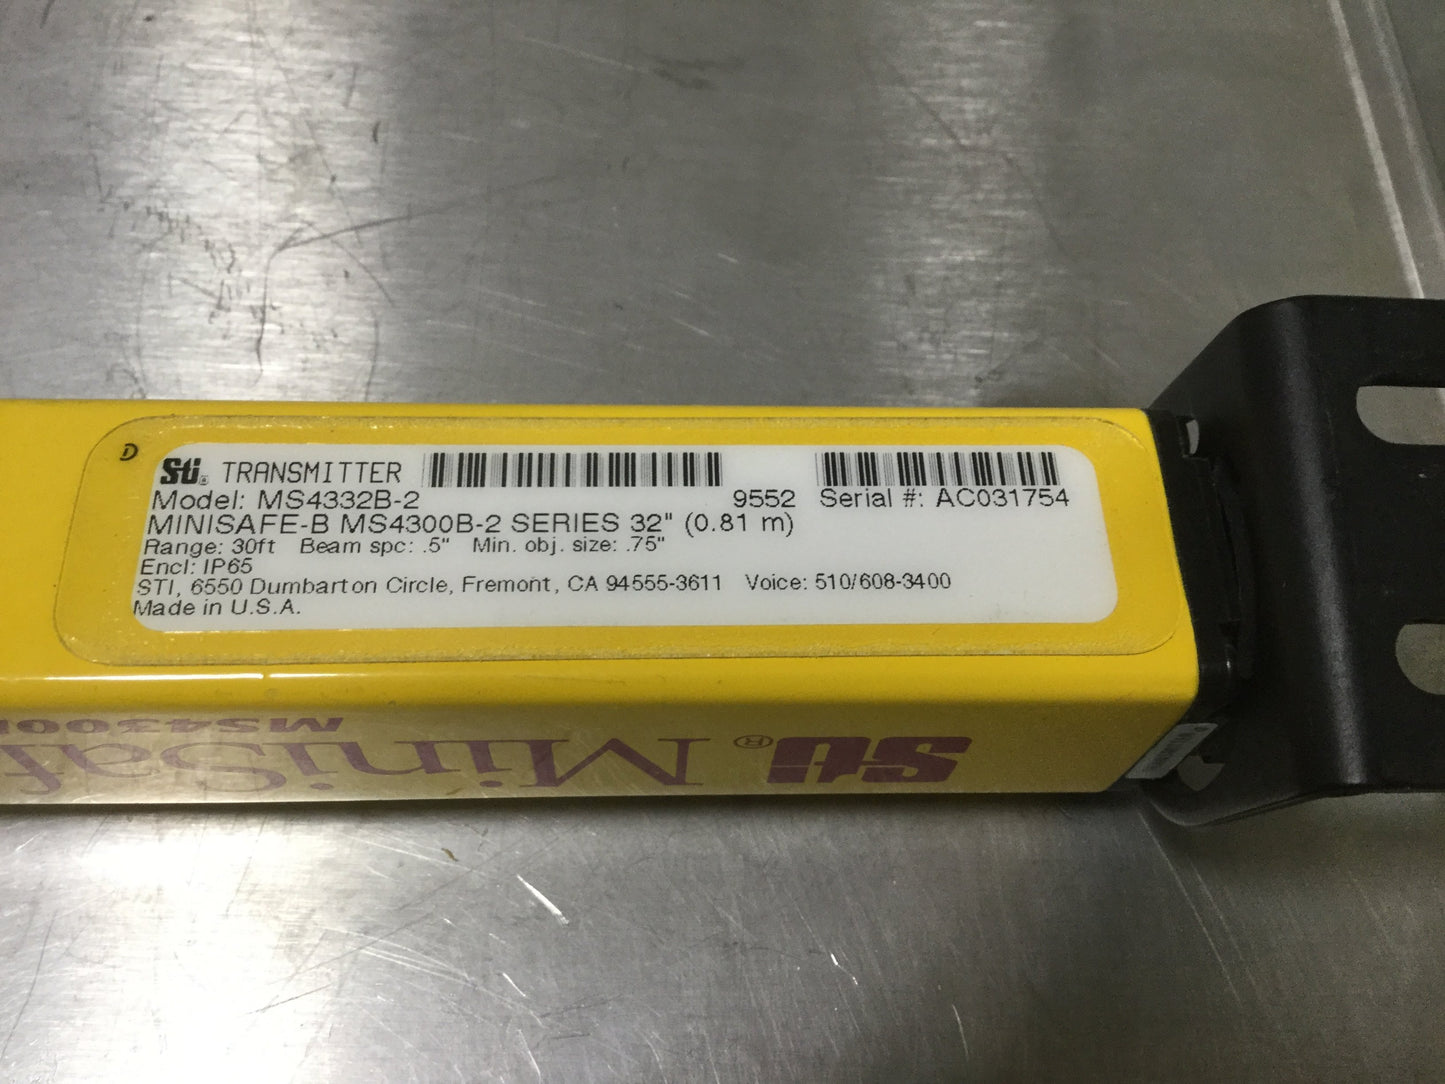 D
STI® TRANSMITTER
Model: MS4332B-2 9552 Serial #: AC031754
MINISAFE-B MS4300B-2 SERIES 32" (0.81 m)
Range: 30ft Beam spc: .5" Min. obj. size: .75"
Encl: IP65
STI, 6550 Dumbarton Circle, Fremont, CA 94555-3611 Voice: 510/608-3400
Made in U.S.A.
STI® MiniSaf
MS4300